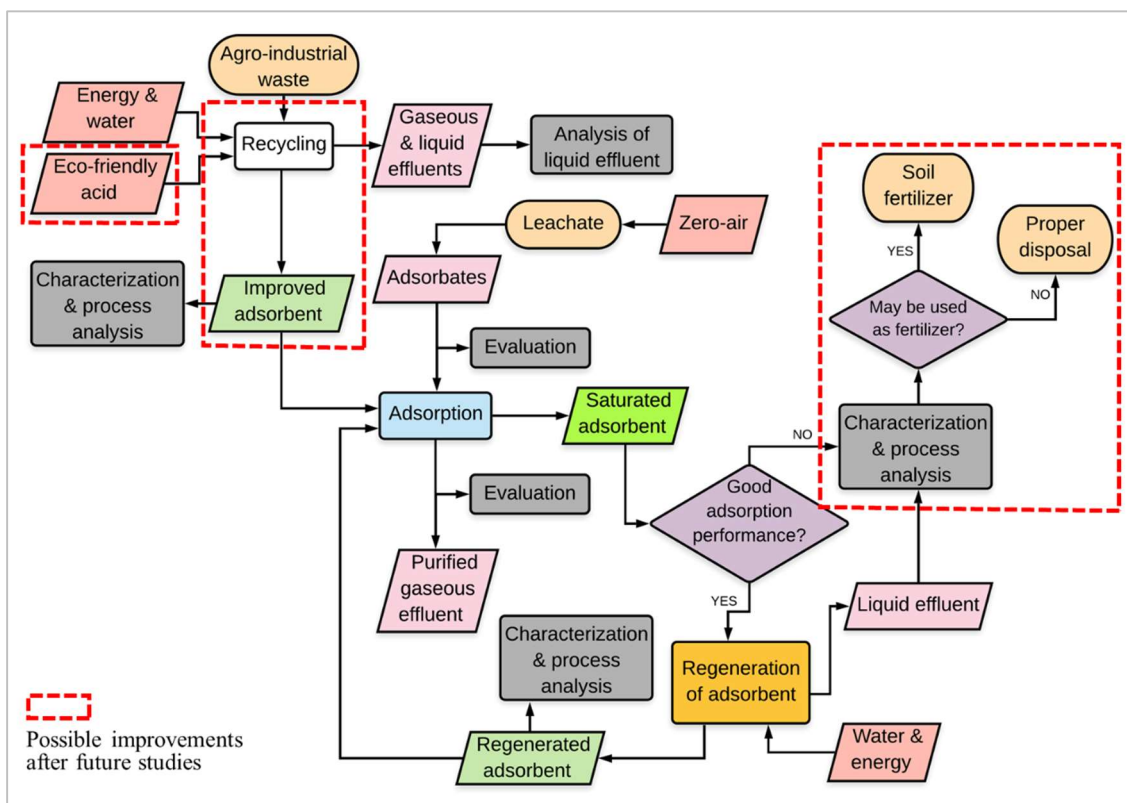 Agro-industrial
waste
Energy &
water
Recycling
Gaseous
& liquid
effluents
Analysis of
liquid effluent
Eco-friendly
acid
Soil
fertilizer
Proper
disposal
Leachate
Zero-air
YES
Characterization
& process
analysis
Improved
adsorbent
Adsorbates
NO
May be used
as fertilizer?
Evaluation
Adsorption
Saturated
adsorbent
NO
Characterization
& process
analysis
Evaluation
Good
adsorption
performance?
Purified
gaseous
effluent
YES
Liquid effluent
Characterization
& process
analysis
Regeneration
of adsorbent
Possible improvements
after future studies
Regenerated
adsorbent
Water &
energy